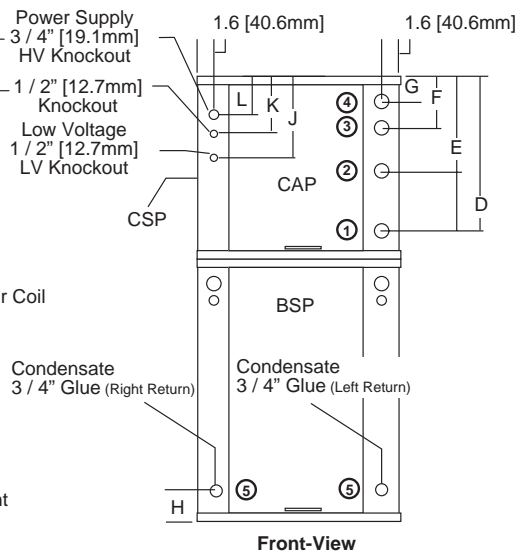 Power Supply
3 / 4” [19.1mm]
HV Knockout
1 / 2” [12.7mm]
Knockout
Low Voltage
1 / 2” [12.7mm]
LV Knockout
1.6 [40.6mm]
1.6 [40.6mm]
L
K
J
G
F
E
D
4
3
2
1
CAP
CSP
r Coil
BSP
Condensate
3 / 4” Glue (Right Return)
Condensate
3 / 4” Glue (Left Return)
5
5
nt
H
Front-View